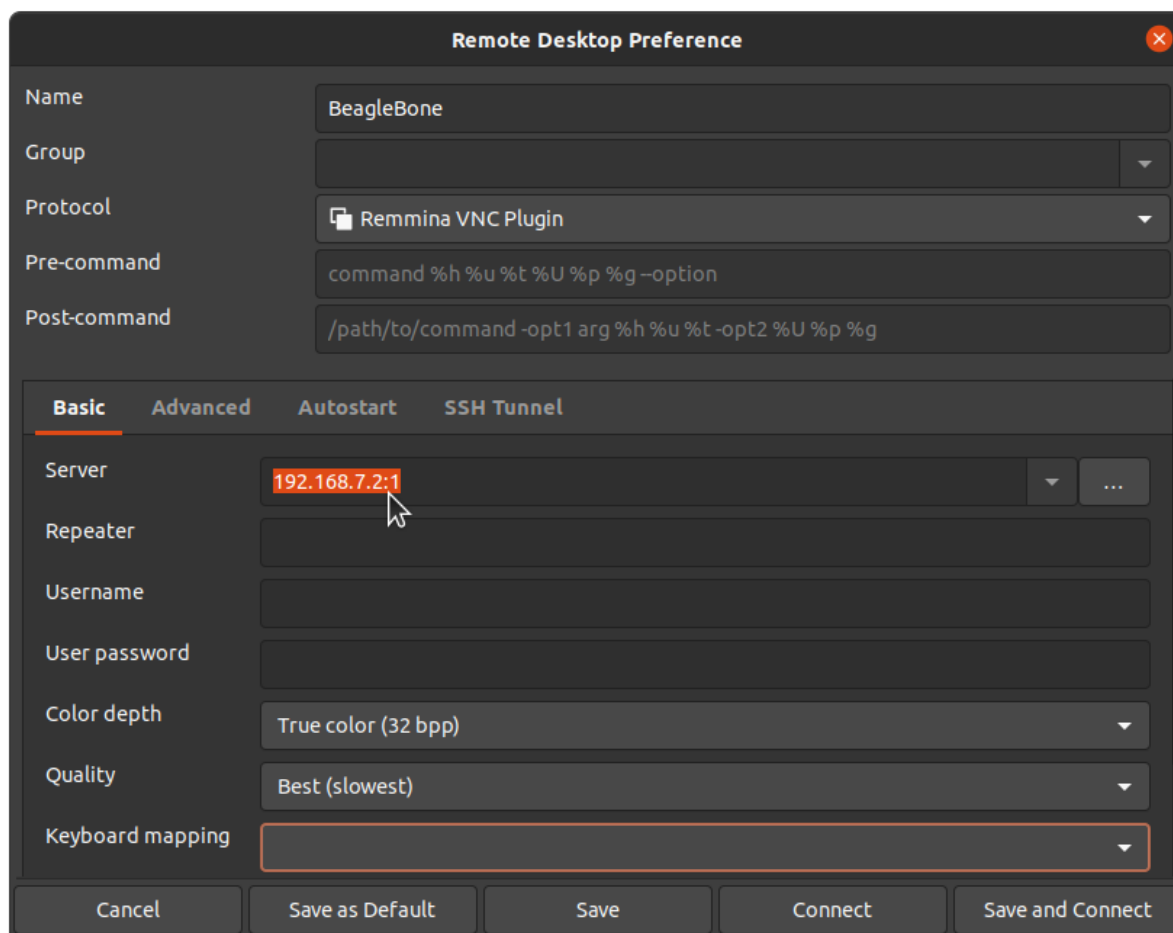 Remote Desktop Preference
Name
BeagleBone
Group
Protocol
Remmina VNC Plugin
Pre-command
command %h %u %t %U %p %g --option
Post-command
/path/to/command -opt1 arg %h %u %t -opt2 %U %p %g
Basic Advanced Autostart SSH Tunnel
Server
192.168.7.2:1
...
Repeater
Username
User password
Color depth
True color (32 bpp)
Quality
Best (slowest)
Keyboard mapping
Cancel Save as Default Save Connect Save and Connect